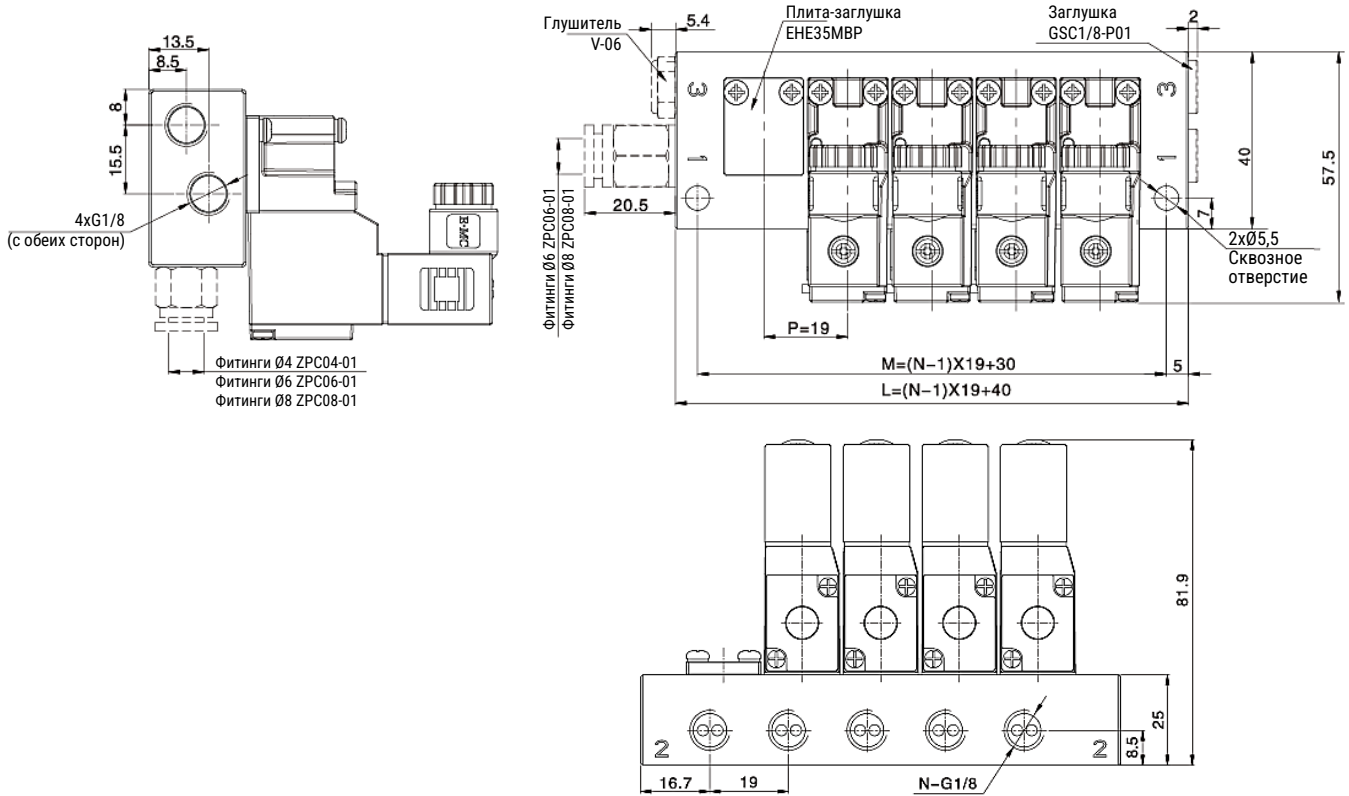 13.5
8.5
8
15.5
4xG1/8
(с обеих сторон)
E·MC
Фитинги Ø4 ZPC04-01
Фитинги Ø6 ZPC06-01
Фитинги Ø8 ZPC08-01
Глушитель
V-06
5.4
Плита-заглушка
EHE35MBP
Заглушка
GSC1/8-P01
2
3
3
1
1
20.5
Фитинги Ø6 ZPC06-01
Фитинги Ø8 ZPC08-01
40
57.5
7
2xØ5,5
Сквозное
отверстие
P=19
M=(N-1)X19+30
5
L=(N-1)X19+40
81.9
25
8.5
2
2
16.7
19
N-G1/8